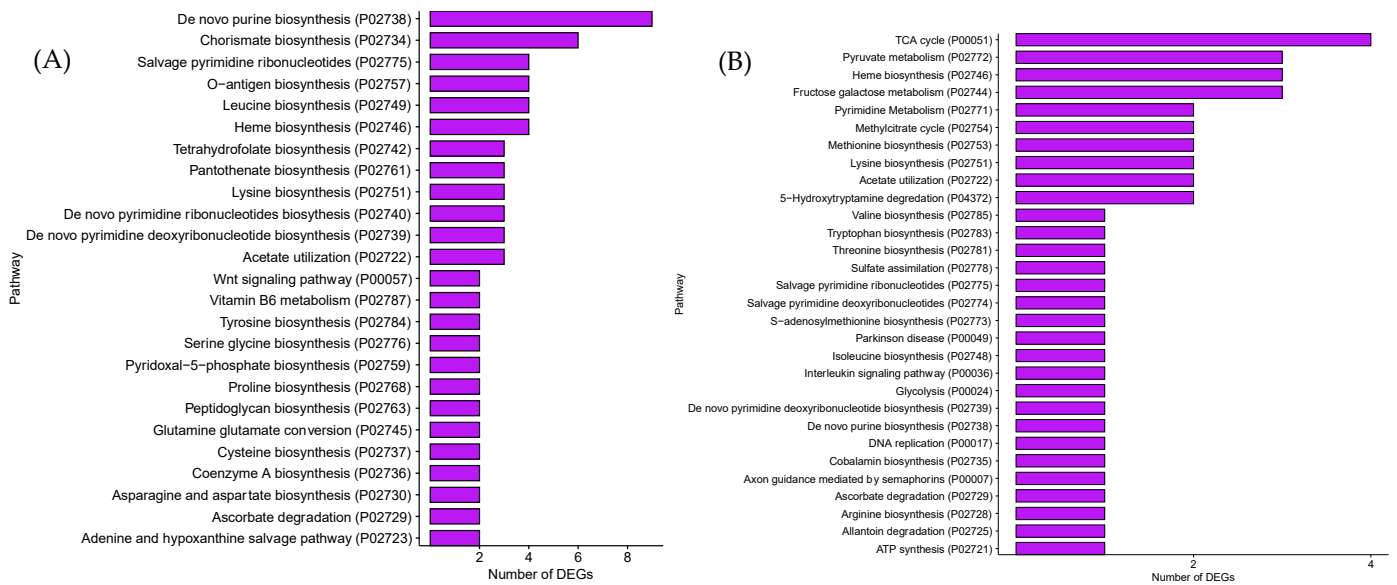 (A)
Pathway
De novo purine biosynthesis (P02738)
Chorismate biosynthesis (P02734)
Salvage pyrimidine ribonucleotides (P02775)
O−antigen biosynthesis (P02757)
Leucine biosynthesis (P02749)
Heme biosynthesis (P02746)
Tetrahydrofolate biosynthesis (P02742)
Pantothenate biosynthesis (P02761)
Lysine biosynthesis (P02751)
De novo pyrimidine ribonucleotides biosythesis (P02740)
De novo pyrimidine deoxyribonucleotide biosynthesis (P02739)
Acetate utilization (P02722)
Wnt signaling pathway (P00057)
Vitamin B6 metabolism (P02787)
Tyrosine biosynthesis (P02784)
Serine glycine biosynthesis (P02776)
Pyridoxal−5−phosphate biosynthesis (P02759)
Proline biosynthesis (P02768)
Peptidoglycan biosynthesis (P02763)
Glutamine glutamate conversion (P02745)
Cysteine biosynthesis (P02737)
Coenzyme A biosynthesis (P02736)
Asparagine and aspartate biosynthesis (P02730)
Ascorbate degradation (P02729)
Adenine and hypoxanthine salvage pathway (P02723)
2 4 6 8
Number of DEGs
(B)
Pathway
TCA cycle (P00051)
Pyruvate metabolism (P02772)
Heme biosynthesis (P02746)
Fructose galactose metabolism (P02744)
Pyrimidine Metabolism (P02771)
Methylcitrate cycle (P02754)
Methionine biosynthesis (P02753)
Lysine biosynthesis (P02751)
Acetate utilization (P02722)
5−Hydroxytryptamine degredation (P04372)
Valine biosynthesis (P02785)
Tryptophan biosynthesis (P02783)
Threonine biosynthesis (P02781)
Sulfate assimilation (P02778)
Salvage pyrimidine ribonucleotides (P02775)
Salvage pyrimidine deoxyribonucleotides (P02774)
S−adenosylmethionine biosynthesis (P02773)
Parkinson disease (P00049)
Isoleucine biosynthesis (P02748)
Interleukin signaling pathway (P00036)
Glycolysis (P00024)
De novo pyrimidine deoxyribonucleotide biosynthesis (P02739)
De novo purine biosynthesis (P02738)
DNA replication (P00017)
Cobalamin biosynthesis (P02735)
Axon guidance mediated by semaphorins (P00007)
Ascorbate degradation (P02729)
Arginine biosynthesis (P02728)
Allantoin degradation (P02725)
ATP synthesis (P02721)
2 4
Number of DEGs